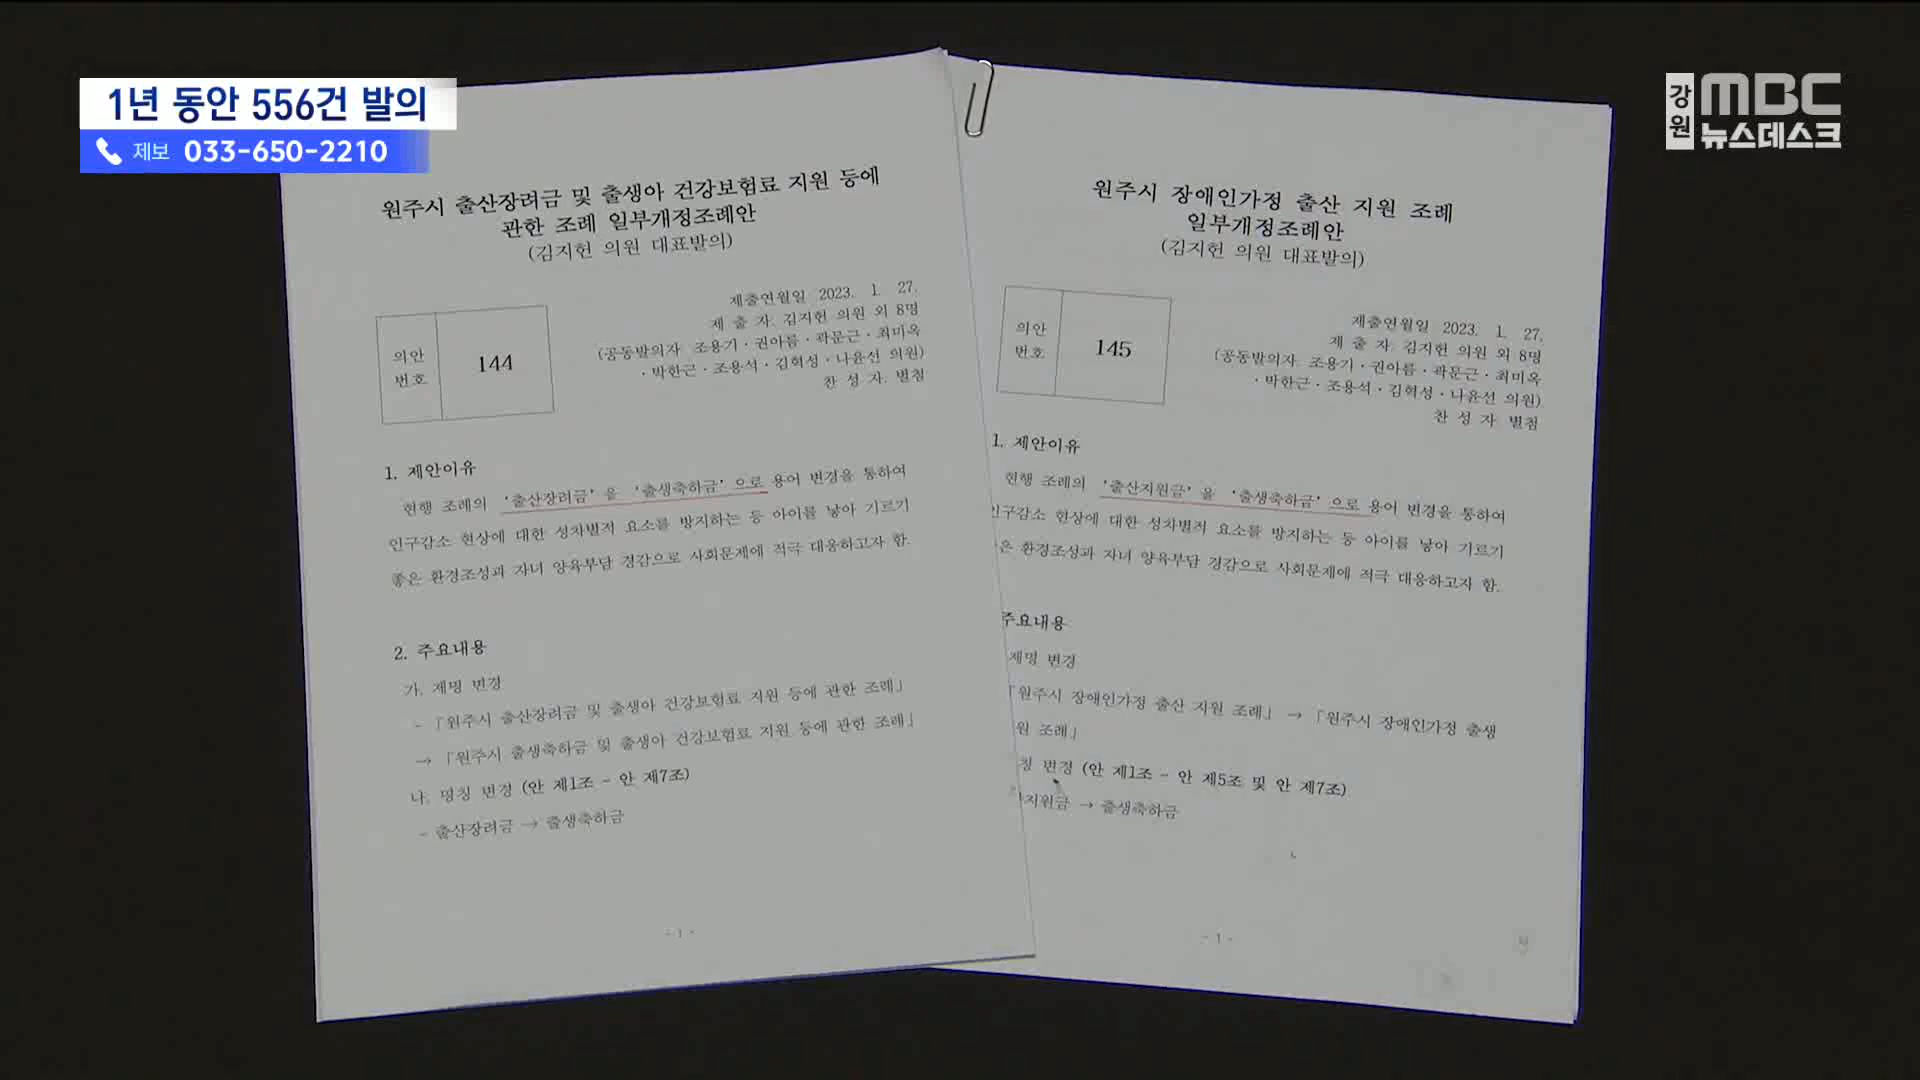 1년 동안 556건 발의
제보 033-650-2210
강원
MBC
뉴스데스크
원주시 출산장려금 및 출생아 건강보험료 지원 등에
관한 조례 일부개정조례안
(김지헌 의원 대표발의)
의안
번호
144
제출연월일 2023. 1. 27.
제 출 자. 김지헌 의원 외 8명
(공동발의자 조용기·권아름·곽문근·최미옥
·박한근·조용석·김혁성·나윤선 의원)
찬 성 자. 별첨
1. 제안이유
현행 조례의 '출산장려금'을 '출생축하금'으로 용어 변경을 통하여
인구감소 현상에 대한 성차별적 요소를 방지하는 등 아이를 낳아 기르기
좋은 환경조성과 자녀 양육부담 경감으로 사회문제에 적극 대응하고자 함.
2. 주요내용
가. 제명 변경
- 「원주시 출산장려금 및 출생아 건강보험료 지원 등에 관한 조례」
→ 「원주시 출생축하금 및 출생아 건강보험료 지원 등에 관한 조례」
나. 명칭 변경 (안 제1조 - 안 제7조)
- 출산장려금 → 출생축하금
- 1 -
원주시 장애인가정 출산 지원 조례
일부개정조례안
(김지헌 의원 대표발의)
의안
번호
145
제출연월일 2023. 1. 27.
제 출 자. 김지헌 의원 외 8명
(공동발의자 조용기·권아름·곽문근·최미옥
·박한근·조용석·김혁성·나윤선 의원)
찬 성 자 별첨
1. 제안이유
현행 조례의 '출산지원금'을 '출생축하금'으로 용어 변경을 통하여
인구감소 현상에 대한 성차별적 요소를 방지하는 등 아이를 낳아 기르기
은 환경조성과 자녀 양육부담 경감으로 사회문제에 적극 대응하고자 함.
주요내용
제명 변경
「원주시 장애인가정 출산 지원 조례」 → 「원주시 장애인가정 출생
원 조례」
칭 변경 (안 제1조 - 안 제5조 및 안 제7조)
지원금 → 출생축하금
- 1 -